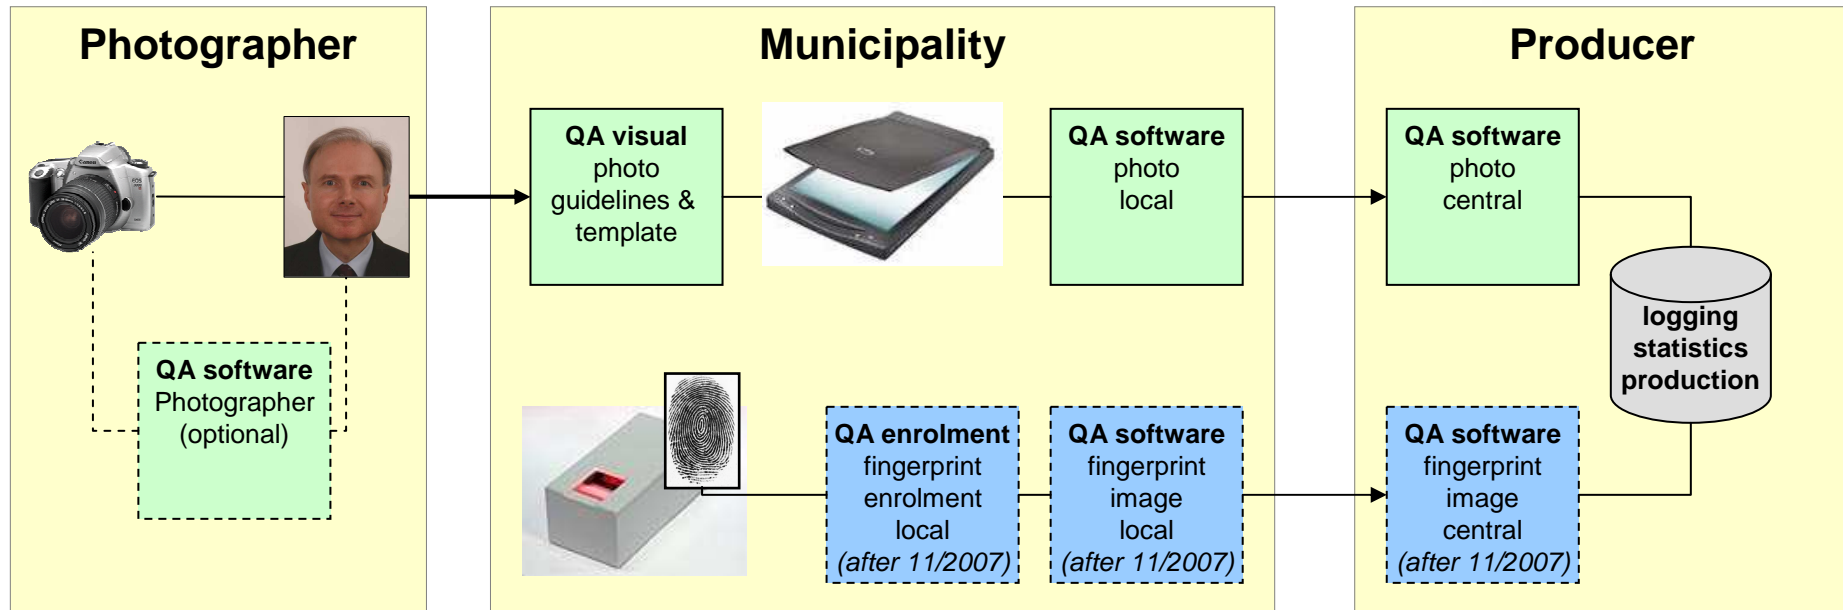 Photographer
Municipality
Producer
QA visual
photo
guidelines &
template
QA software
photo
local
QA software
photo
central
Canon
EOS
QA software
Photographer
(optional)
logging
statistics
production
QA enrolment
fingerprint
enrolment
local
(after 11/2007)
QA software
fingerprint
image
local
(after 11/2007)
QA software
fingerprint
image
central
(after 11/2007)